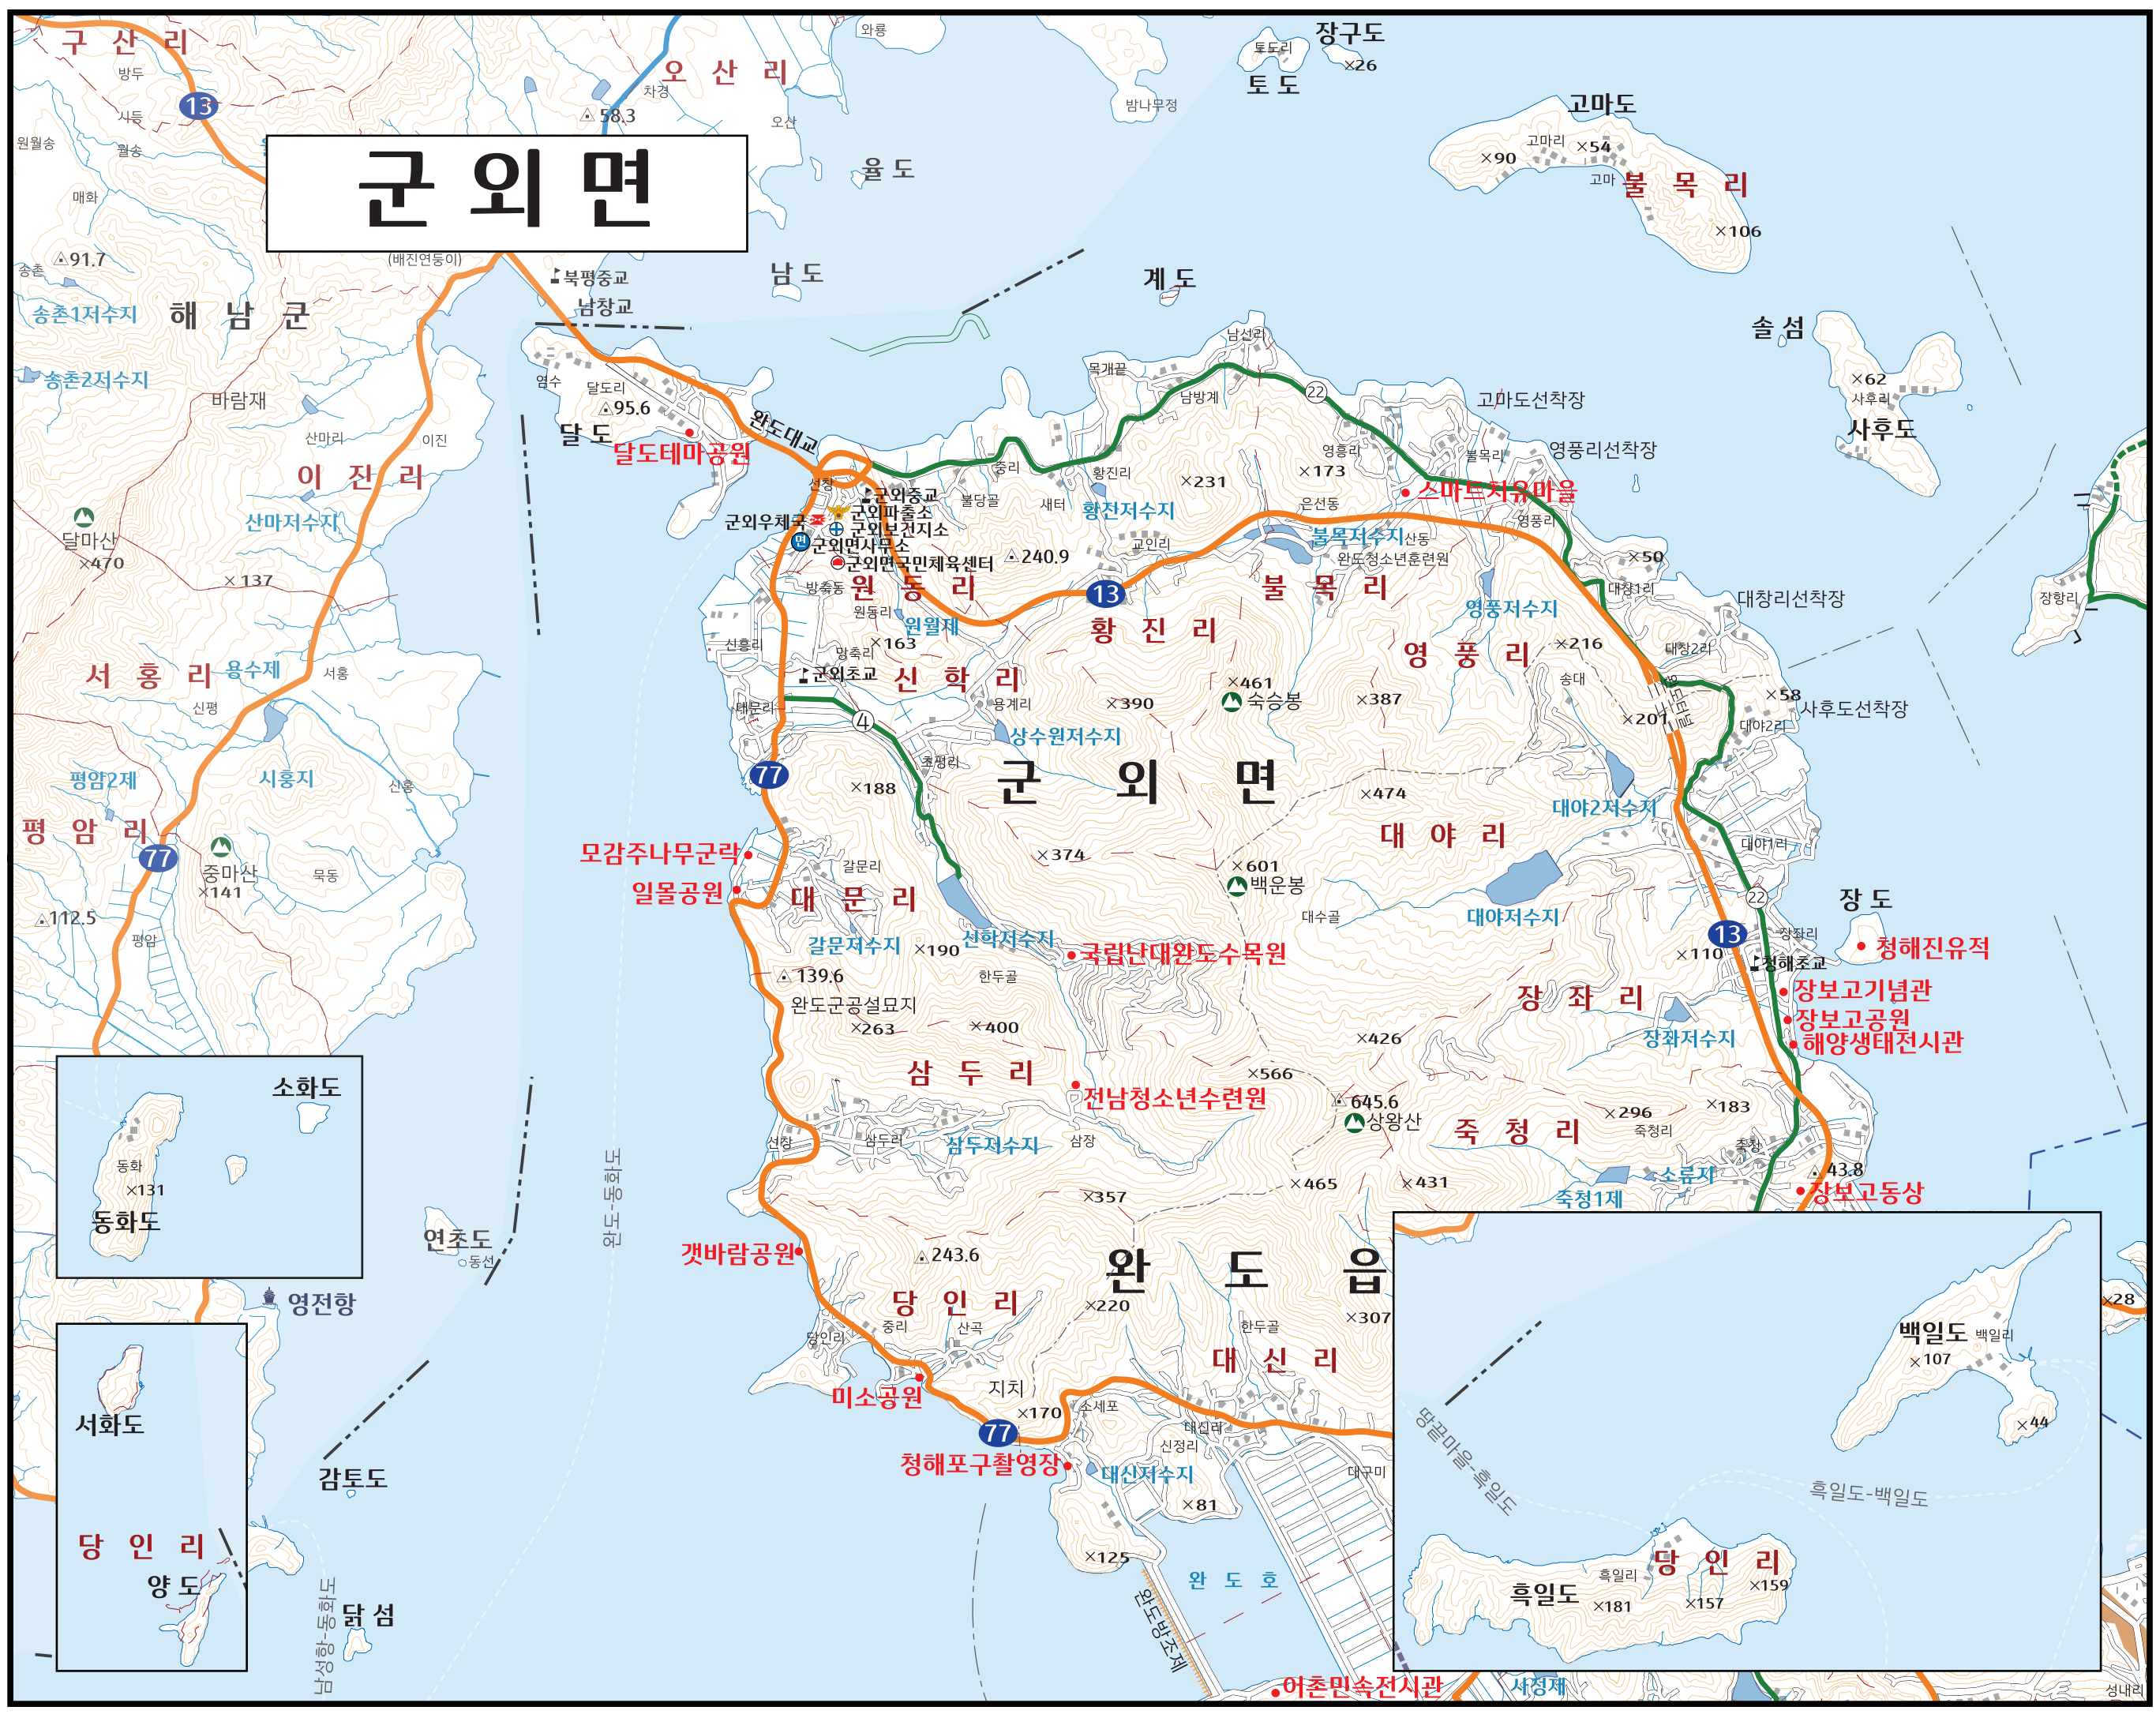 군 외 면
구 산 리
방두
13
시등
원월송
월송
매화
91.7
송촌
송촌1저수지
해 남 군
송촌2저수지
바람재
산마리
이진
이 진 리
산마저수지
달마산
470
137
서 홍 리
용수제
서홍
신평
평암2제
시홍지
신홍
평 암 리
77
중마산
141
묵동
112.5
평암
오 산 리
차경
58.3
오산
(배진연둥이)
북평중교
남창교
와룡
밤나무정
율 도
남 도
계 도
토도리
토 도
장구도
26
고마도
고마리
54
90
고마
불 목 리
106
솔 섬
62
사후리
사후도
장항리
염수
달도리
95.6
달 도
달도테마공원
완도대교
선창
군외중교
군외파출소
군외우체국
군외보건지소
면
군외면사무소
군외면국민체육센터
방축동
원 동 리
원동리
원월제
163
신흥리
망축리
군외초교
신 학 리
대문리
4
용계리
상수원저수지
77
초평리
188
군 외 면
중리
불당골
새터
240.9
목개끝
황진리
황진저수지
교인리
13
황 진 리
390
남선리
남방계
231
22
173
영흥리
은선동
고마도선착장
불목리
영풍리선착장
스마트치유마을
영풍리
불목저수지
산동
완도청소년훈련원
불 목 리
영풍저수지
영 풍 리
461
숙승봉
387
50
대창1리
대창리선착장
216
대창2리
송대
58
완도터널
201
사후도선착장
대야2리
474
대야2저수지
대 야 리
대야1리
374
601
백운봉
대수골
대야저수지
22
장 도
13
장좌리
110
청해초교
청해진유적
장보고기념관
장보고공원
해양생태전시관
장 좌 리
장좌저수지
모감주나무군락
일몰공원
갈문리
대 문 리
갈문저수지
190
신학저수지
국립난대완도수목원
139.6
한두골
완도군공설묘지
263
400
426
삼 두 리
566
전남청소년수련원
645.6
상왕산
296
183
죽청리
죽 청 리
죽청
선창
삼두리
삼두저수지
삼장
43.8
소류지
죽청1제
장보고동상
357
465
431
갯바람공원
243.6
완 도 읍
220
307
당 인 리
중리
산곡
당인리
한두골
대 신 리
미소공원
지치
170
77
소세포
대신리
신정리
청해포구촬영장
대신저수지
대구미
81
125
완 도 호
완도방조제
어촌민속전시관
서정제
성내리
28
완도-동화도
소화도
동화
131
동화도
연초도
동선
영전항
서화도
당 인 리
양 도
감토도
닭 섬
남성항-동화도
백일도
백일리
107
44
땅끝마을-흑일도
흑일도-백일도
당 인 리
흑일리
흑일도
159
181
157